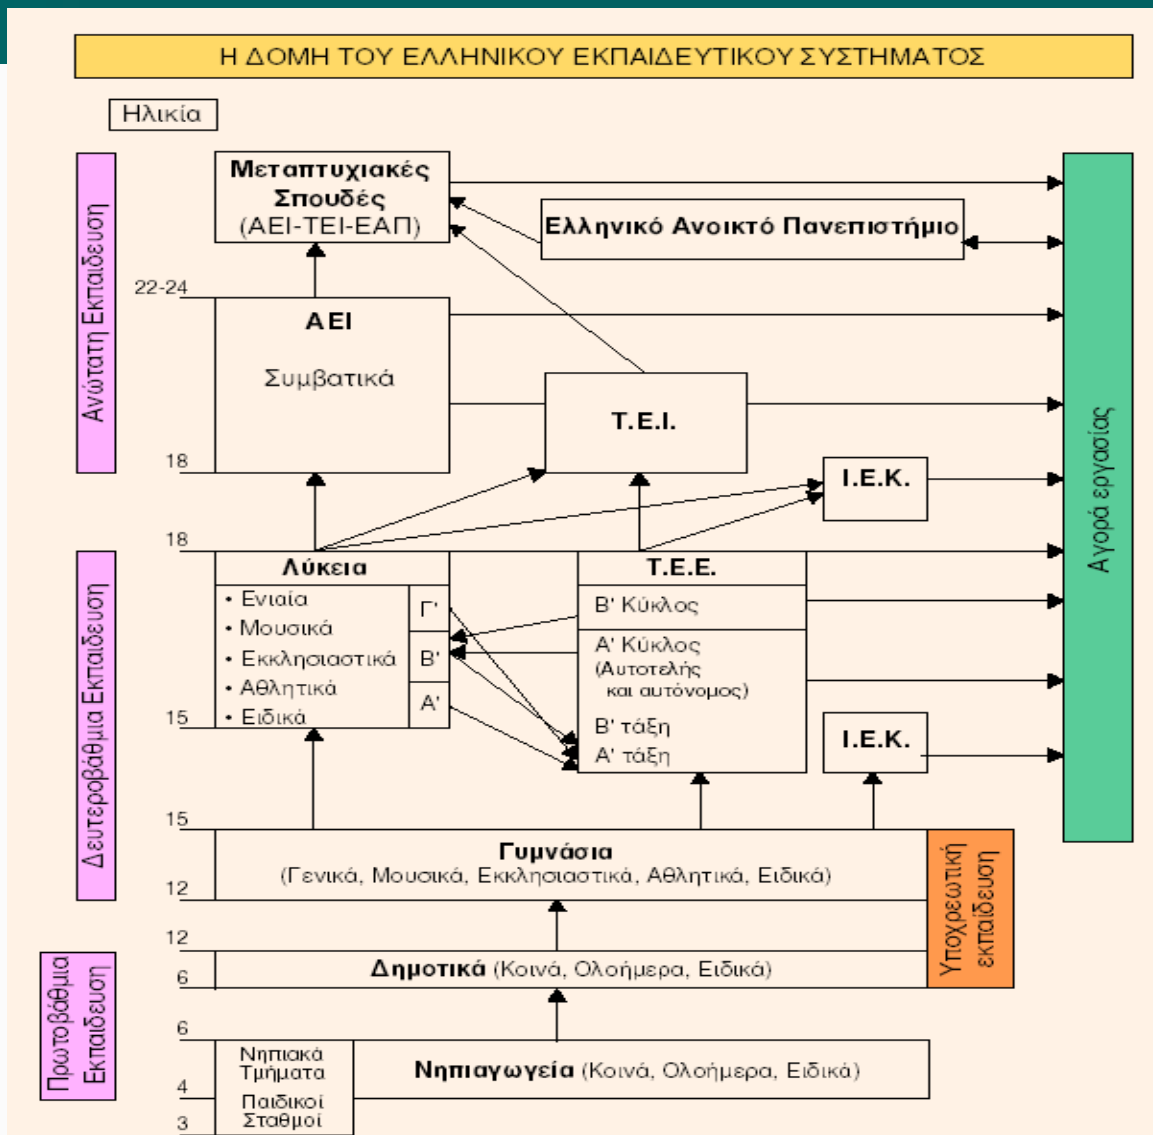 Η ΔΟΜΗ ΤΟΥ ΕΛΛΗΝΙΚΟΥ ΕΚΠΑΙΔΕΥΤΙΚΟΥ ΣΥΣΤΗΜΑΤΟΣ
Ηλικία
Ανώτατη Εκπαίδευση
Μεταπτυχιακές
Σπουδές
(ΑΕΙ-ΤΕΙ-ΕΑΠ)
Ελληνικό Ανοικτό Πανεπιστήμιο
22-24
ΑΕΙ
Συμβατικά
Τ.Ε.Ι.
18
Ι.Ε.Κ.
Αγορά εργασίας
Δευτεροβάθμια Εκπαίδευση
18
Λύκεια
• Ενιαία
• Μουσικά
• Εκκλησιαστικά
• Αθλητικά
• Ειδικά
Γ'
Β'
Α'
Τ.Ε.Ε.
Β' Κύκλος
Α' Κύκλος
(Αυτοτελής
και αυτόνομος)
Β' τάξη
Α' τάξη
15
Ι.Ε.Κ.
15
Γυμνάσια
(Γενικά, Μουσικά, Εκκλησιαστικά, Αθλητικά, Ειδικά)
12
Υποχρεωτική
εκπαίδευση
Πρωτοβάθμια
Εκπαίδευση
12
Δημοτικά (Κοινά, Ολοήμερα, Ειδικά)
6
6
Νηπιακά
Τμήματα
Νηπιαγωγεία (Κοινά, Ολοήμερα, Ειδικά)
4
Παιδικοί
Σταθμοί
3